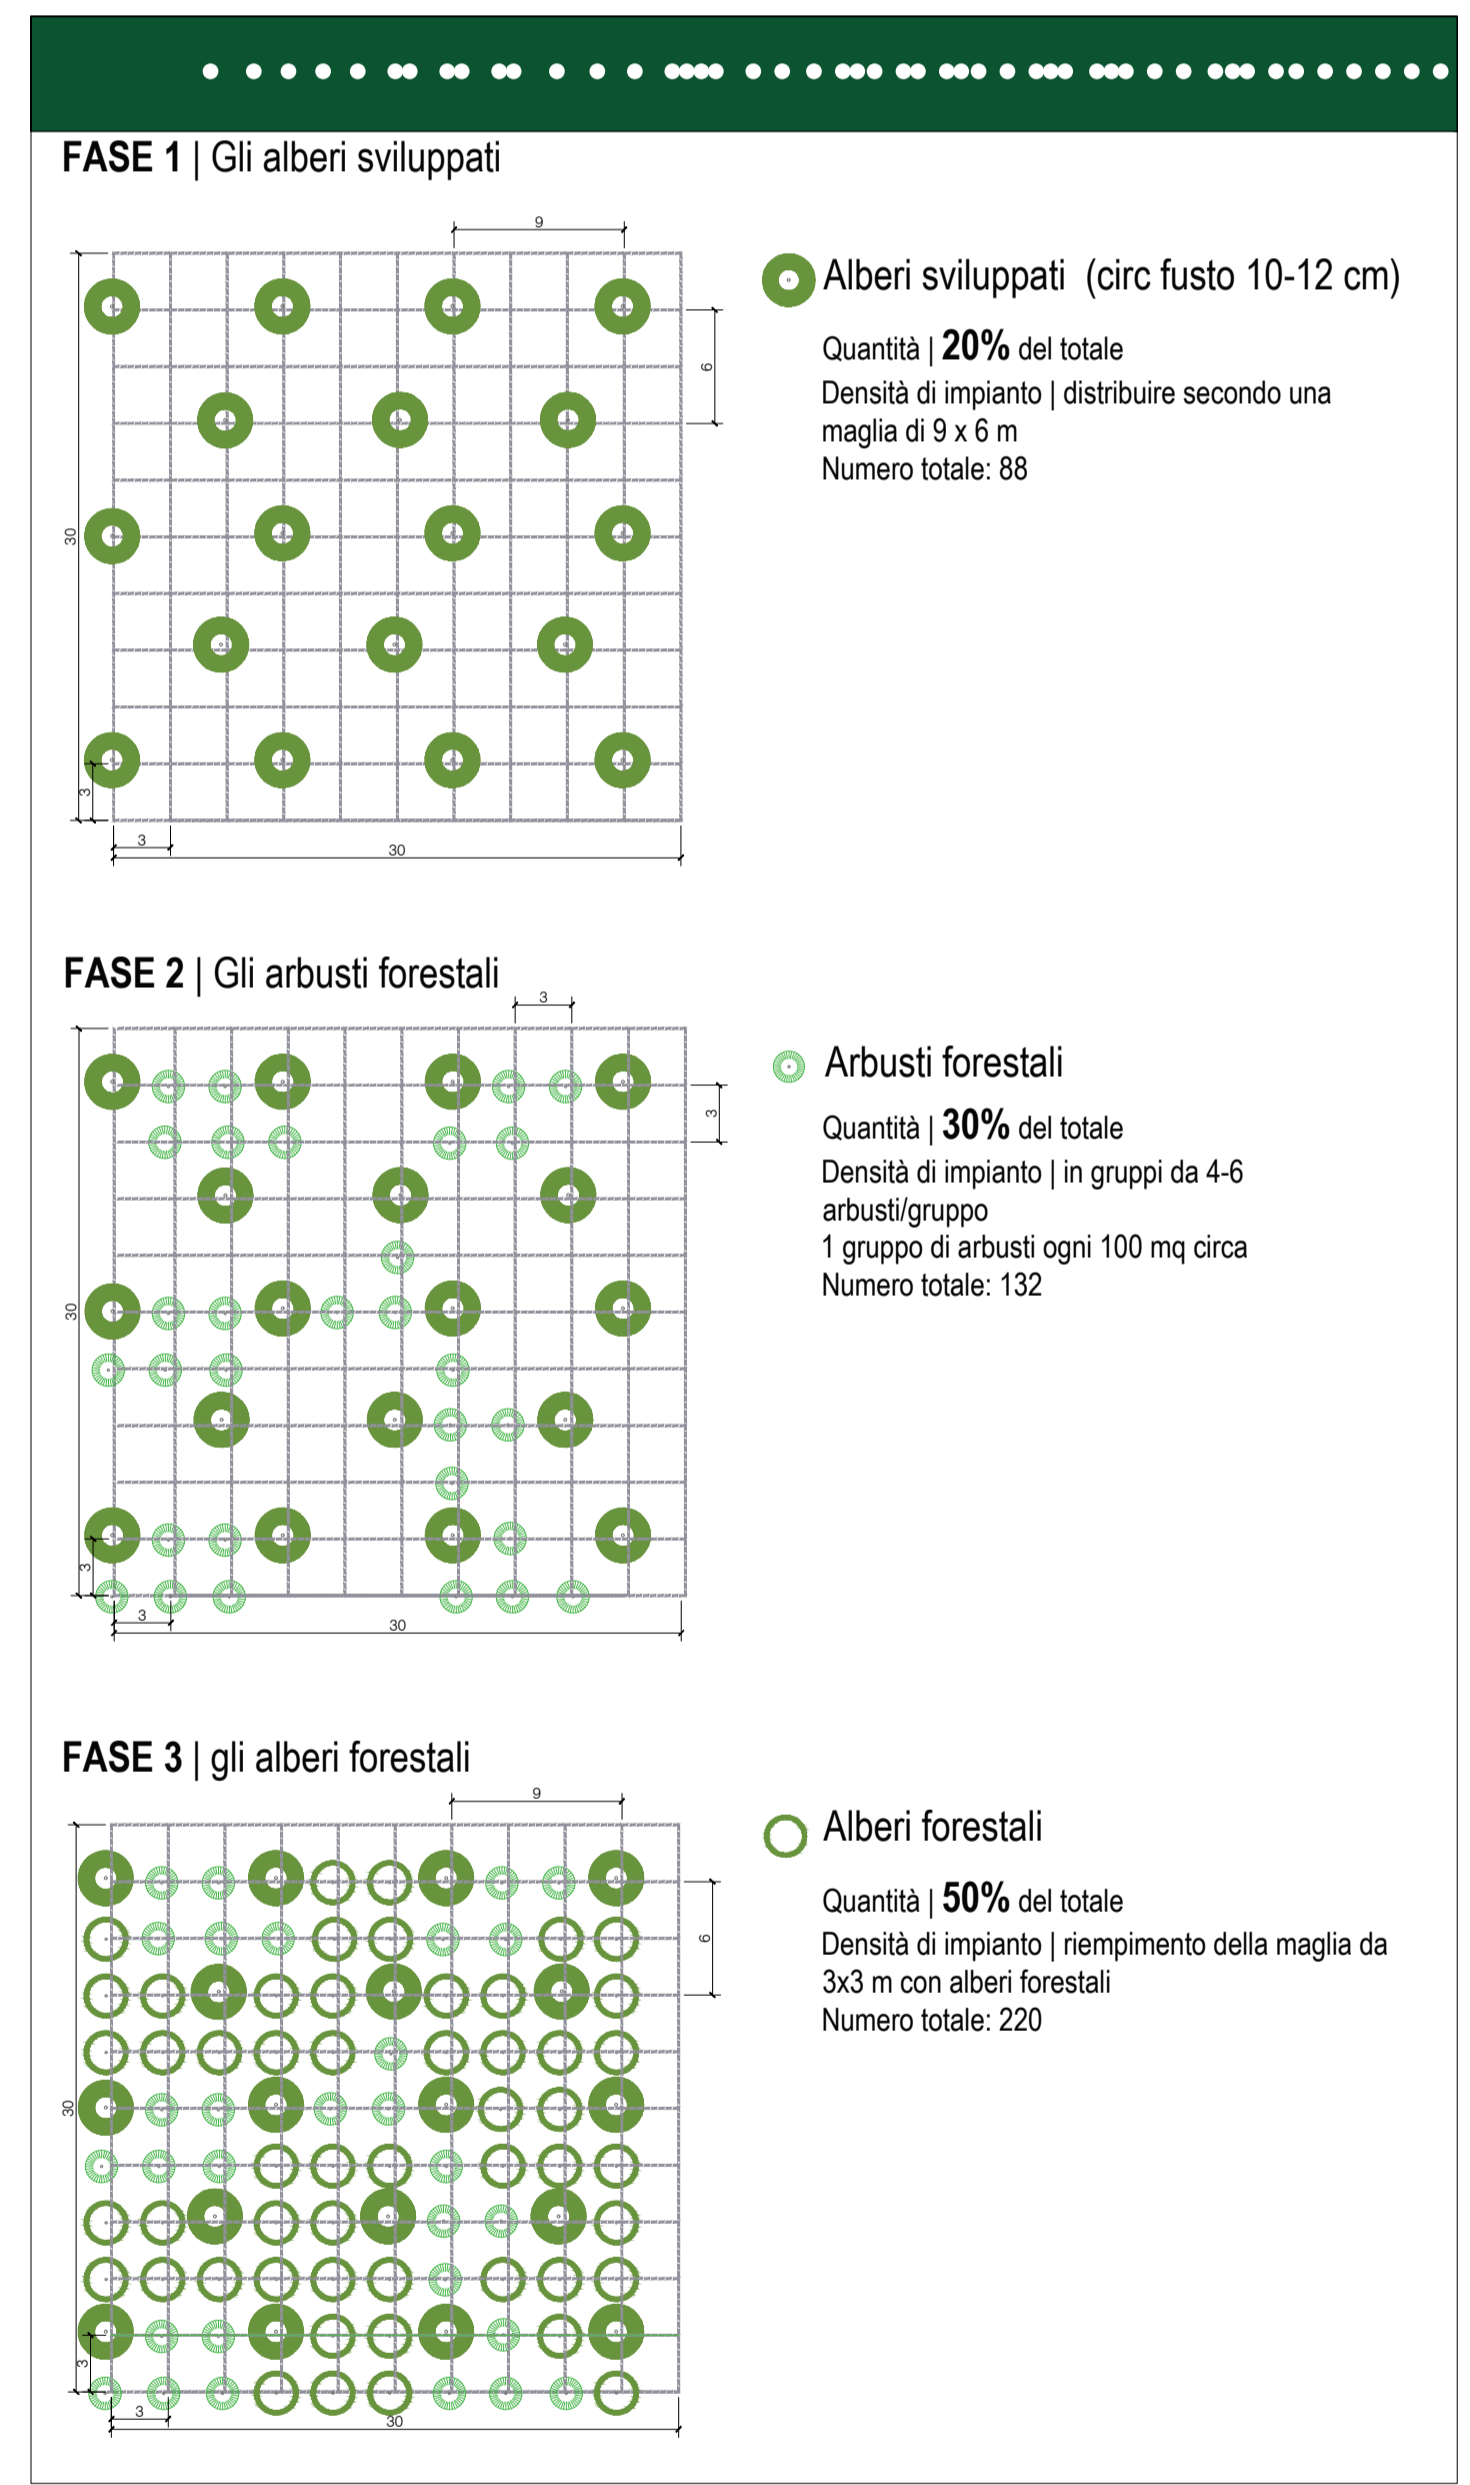 FASE 1 | Gli alberi sviluppati
9
6
30
3
3
30
Alberi sviluppati (circ fusto 10-12 cm)
Quantità | 20% del totale
Densità di impianto | distribuire secondo una
maglia di 9 x 6 m
Numero totale: 88
FASE 2 | Gli arbusti forestali
3
3
30
3
3
30
Arbusti forestali
Quantità | 30% del totale
Densità di impianto | in gruppi da 4-6
arbusti/gruppo
1 gruppo di arbusti ogni 100 mq circa
Numero totale: 132
FASE 3 | gli alberi forestali
9
6
30
3
3
30
Alberi forestali
Quantità | 50% del totale
Densità di impianto | riempimento della maglia da
3x3 m con alberi forestali
Numero totale: 220